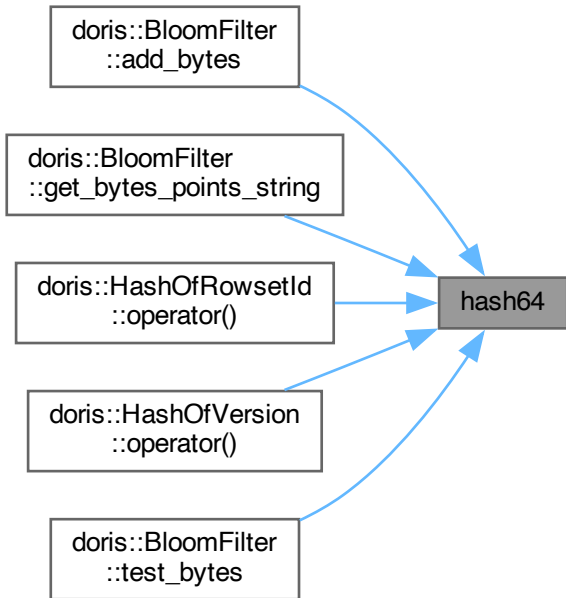 doris::BloomFilter
::add_bytes
doris::BloomFilter
::get_bytes_points_string
doris::HashOfRowsetId
::operator()
hash64
doris::HashOfVersion
::operator()
doris::BloomFilter
::test_bytes